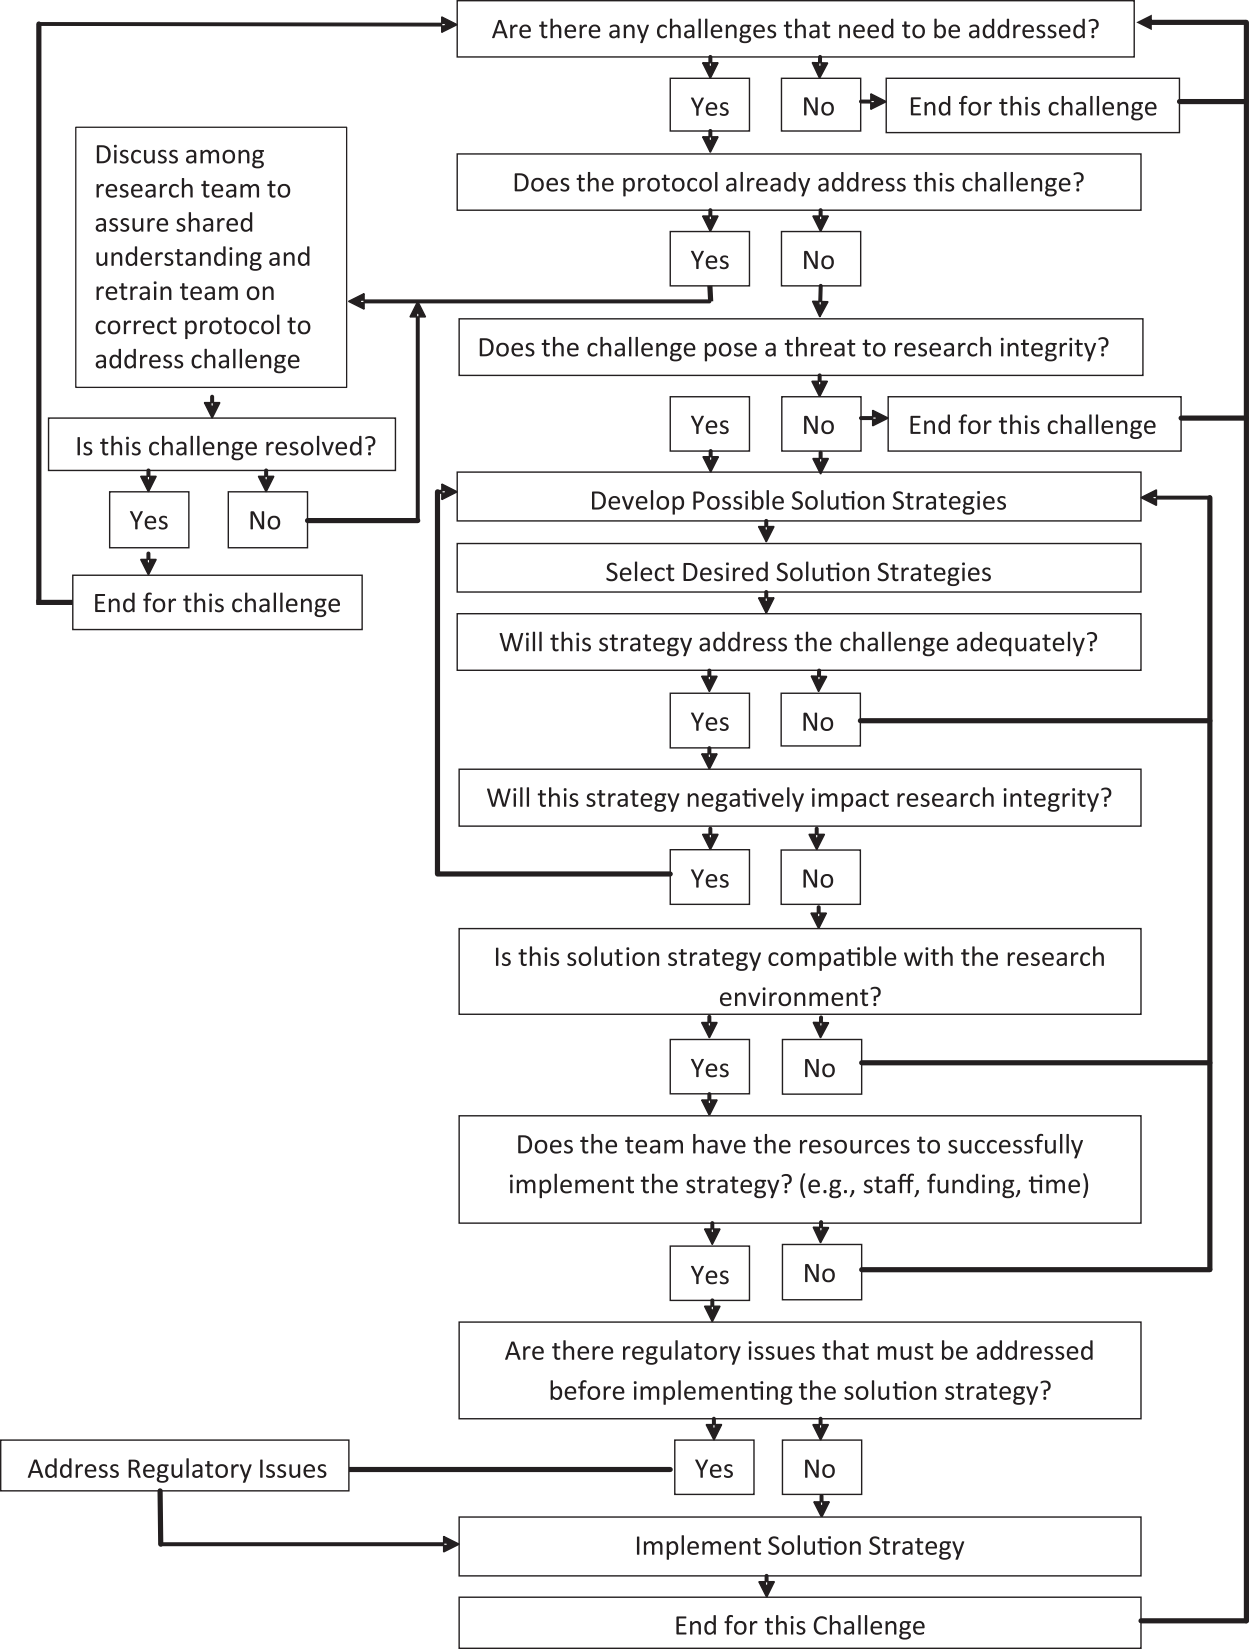 Are there any challenges that need to be addressed?
Yes
No
End for this challenge
Does the protocol already address this challenge?
Yes
No
Discuss among
research team to
assure shared
understanding and
retrain team on
correct protocol to
address challenge
Is this challenge resolved?
Yes
No
End for this challenge
Does the challenge pose a threat to research integrity?
Yes
No
End for this challenge
Develop Possible Solution Strategies
Select Desired Solution Strategies
Will this strategy address the challenge adequately?
Yes
No
Will this strategy negatively impact research integrity?
Yes
No
Is this solution strategy compatible with the research
environment?
Yes
No
Does the team have the resources to successfully
implement the strategy? (e.g., staff, funding, time)
Yes
No
Are there regulatory issues that must be addressed
before implementing the solution strategy?
Yes
No
Address Regulatory Issues
Implement Solution Strategy
End for this Challenge